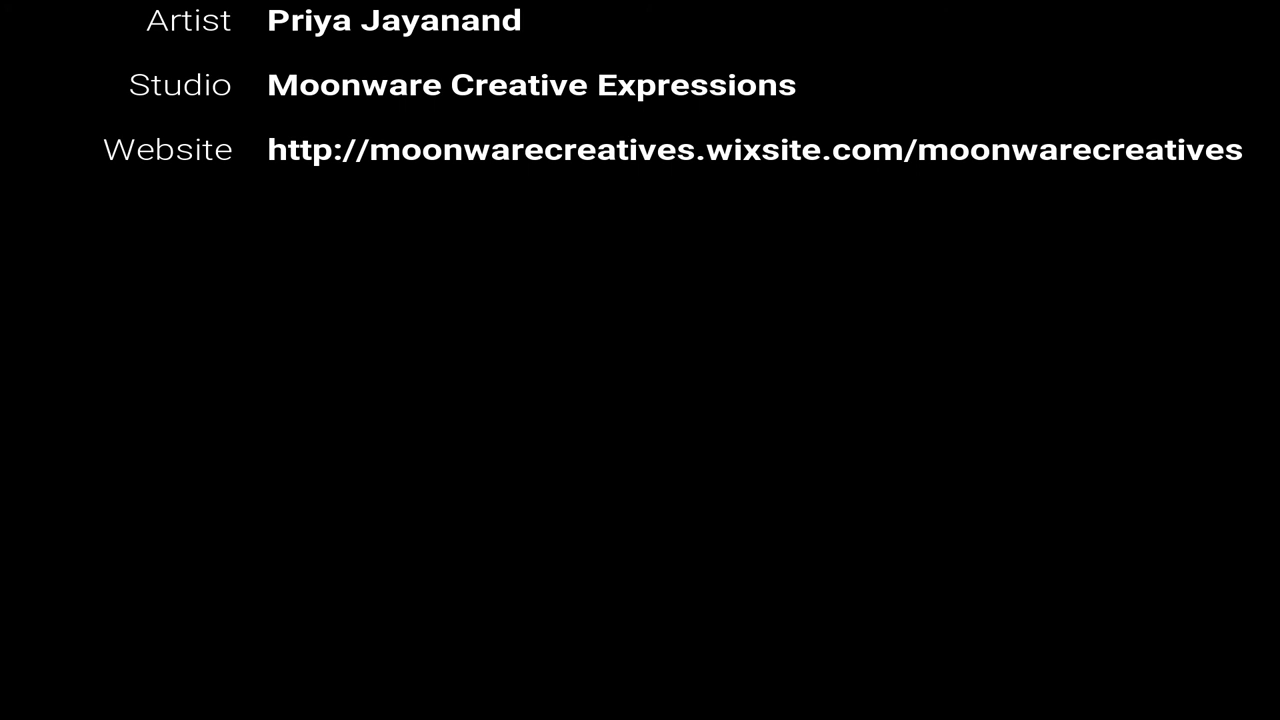 Artist Priya Jayanand
Studio Moonware Creative Expressions
Website http://moonwarecreatives.wixsite.com/moonwarecreatives